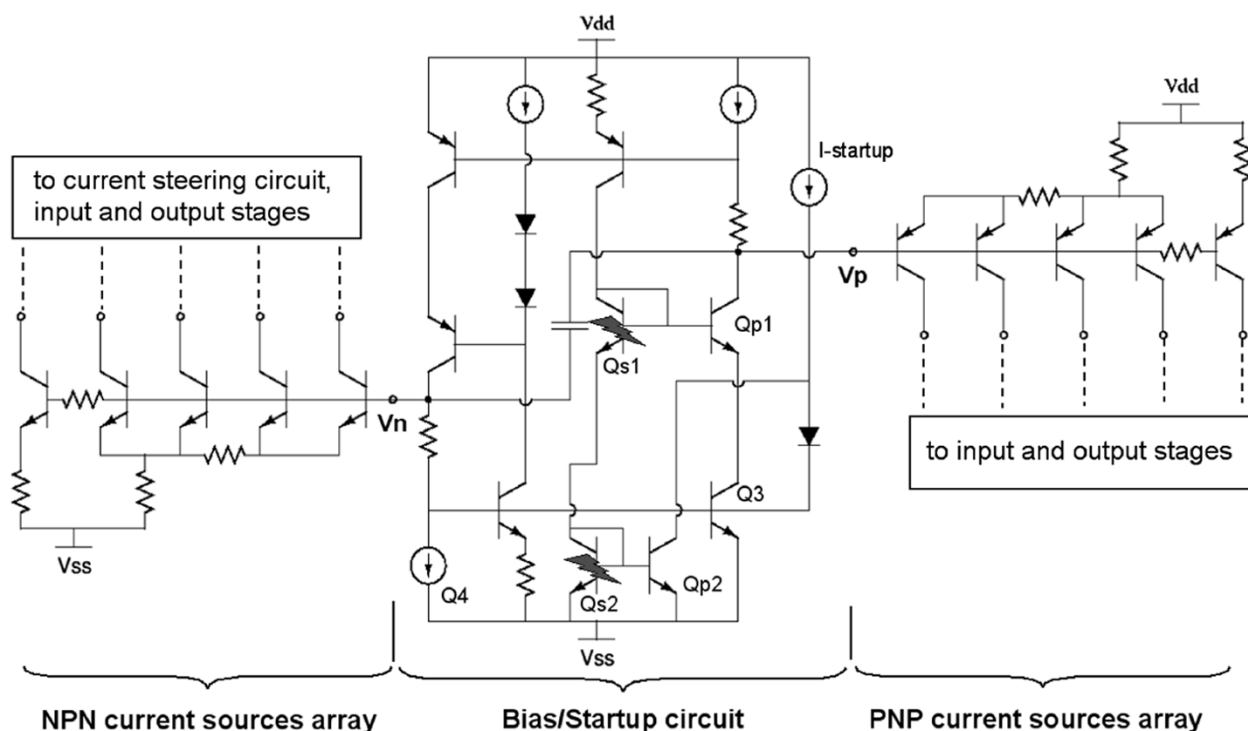 Vdd
Vdd
I-startup
to current steering circuit,
input and output stages
Vp
Qp1
Qs1
Vn
to input and output stages
Q3
Q4
Qs2
Qp2
Vss
Vss
NPN current sources array
Bias/Startup circuit
PNP current sources array